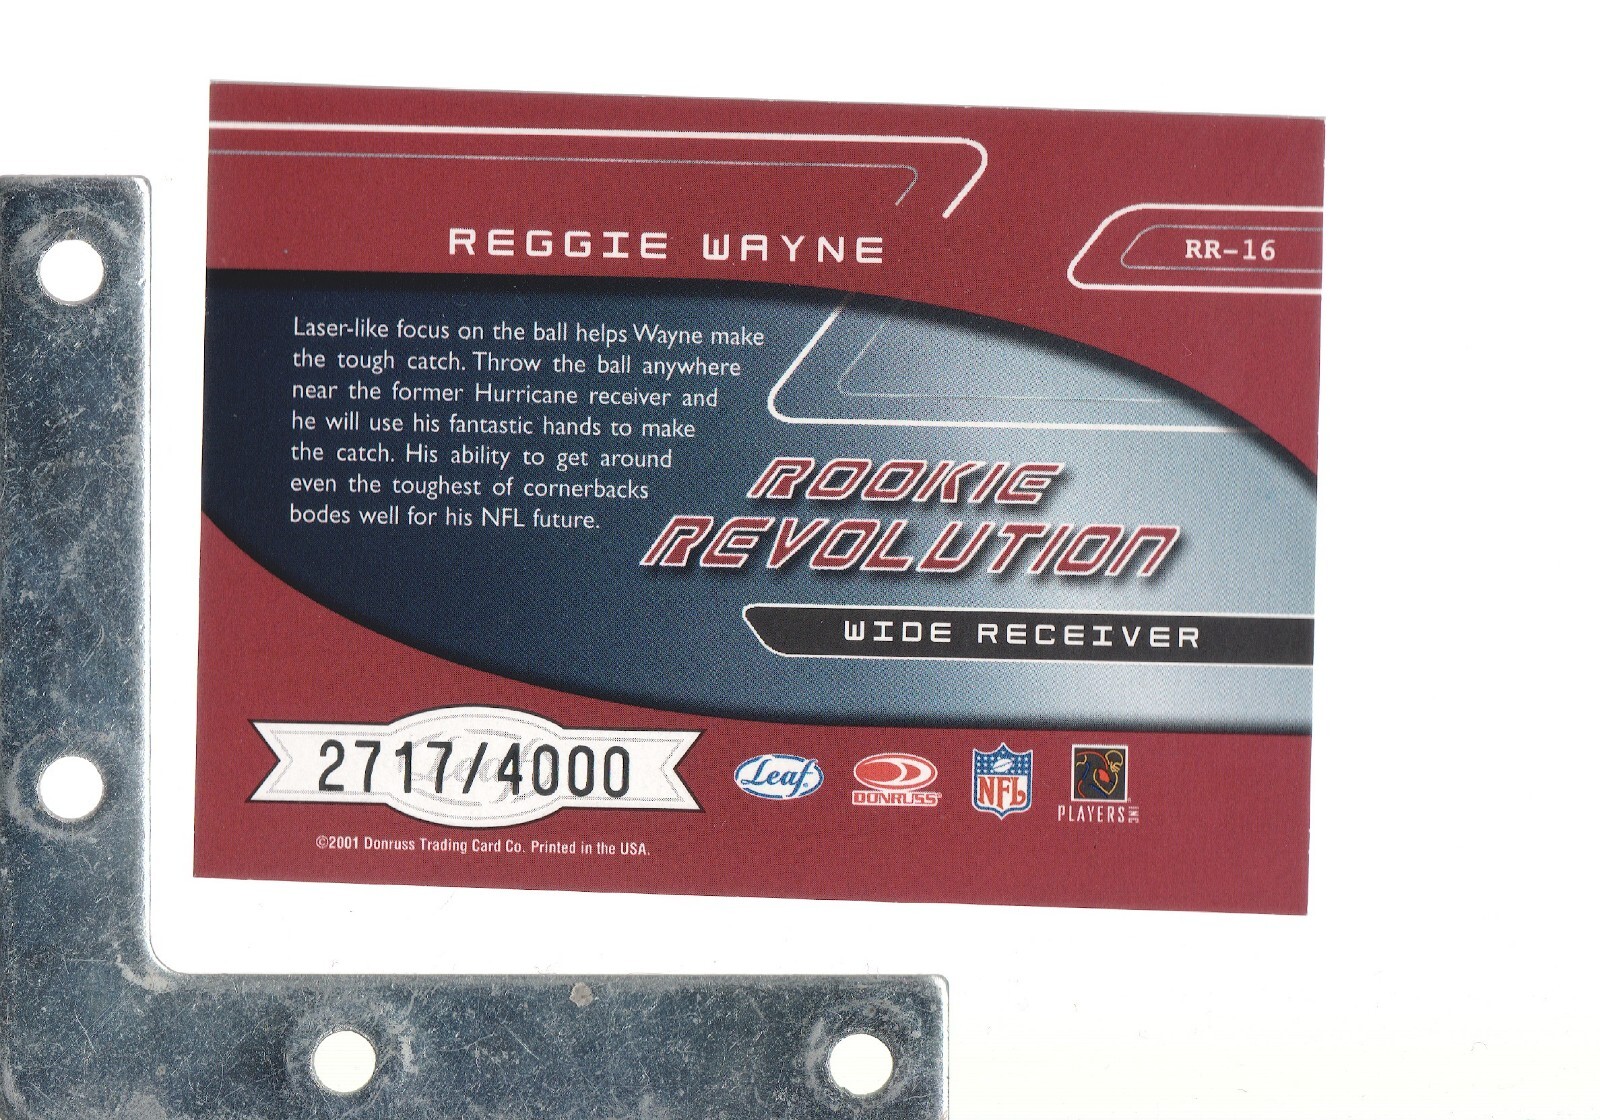 REGGIE WAYNE
RR-16
Laser-like focus on the ball helps Wayne make
the tough catch. Throw the ball anywhere
near the former Hurricane receiver and
he will use his fantastic hands to make
the catch. His ability to get around
even the toughest of cornerbacks
bodes well for his NFL future.
ROOKIE
REVOLUTION
WIDE RECEIVER
2717/4000
Leaf
Leaf
DONRUSS
NFL
PLAYERS INC
©2001 Donruss Trading Card Co. Printed in the USA.